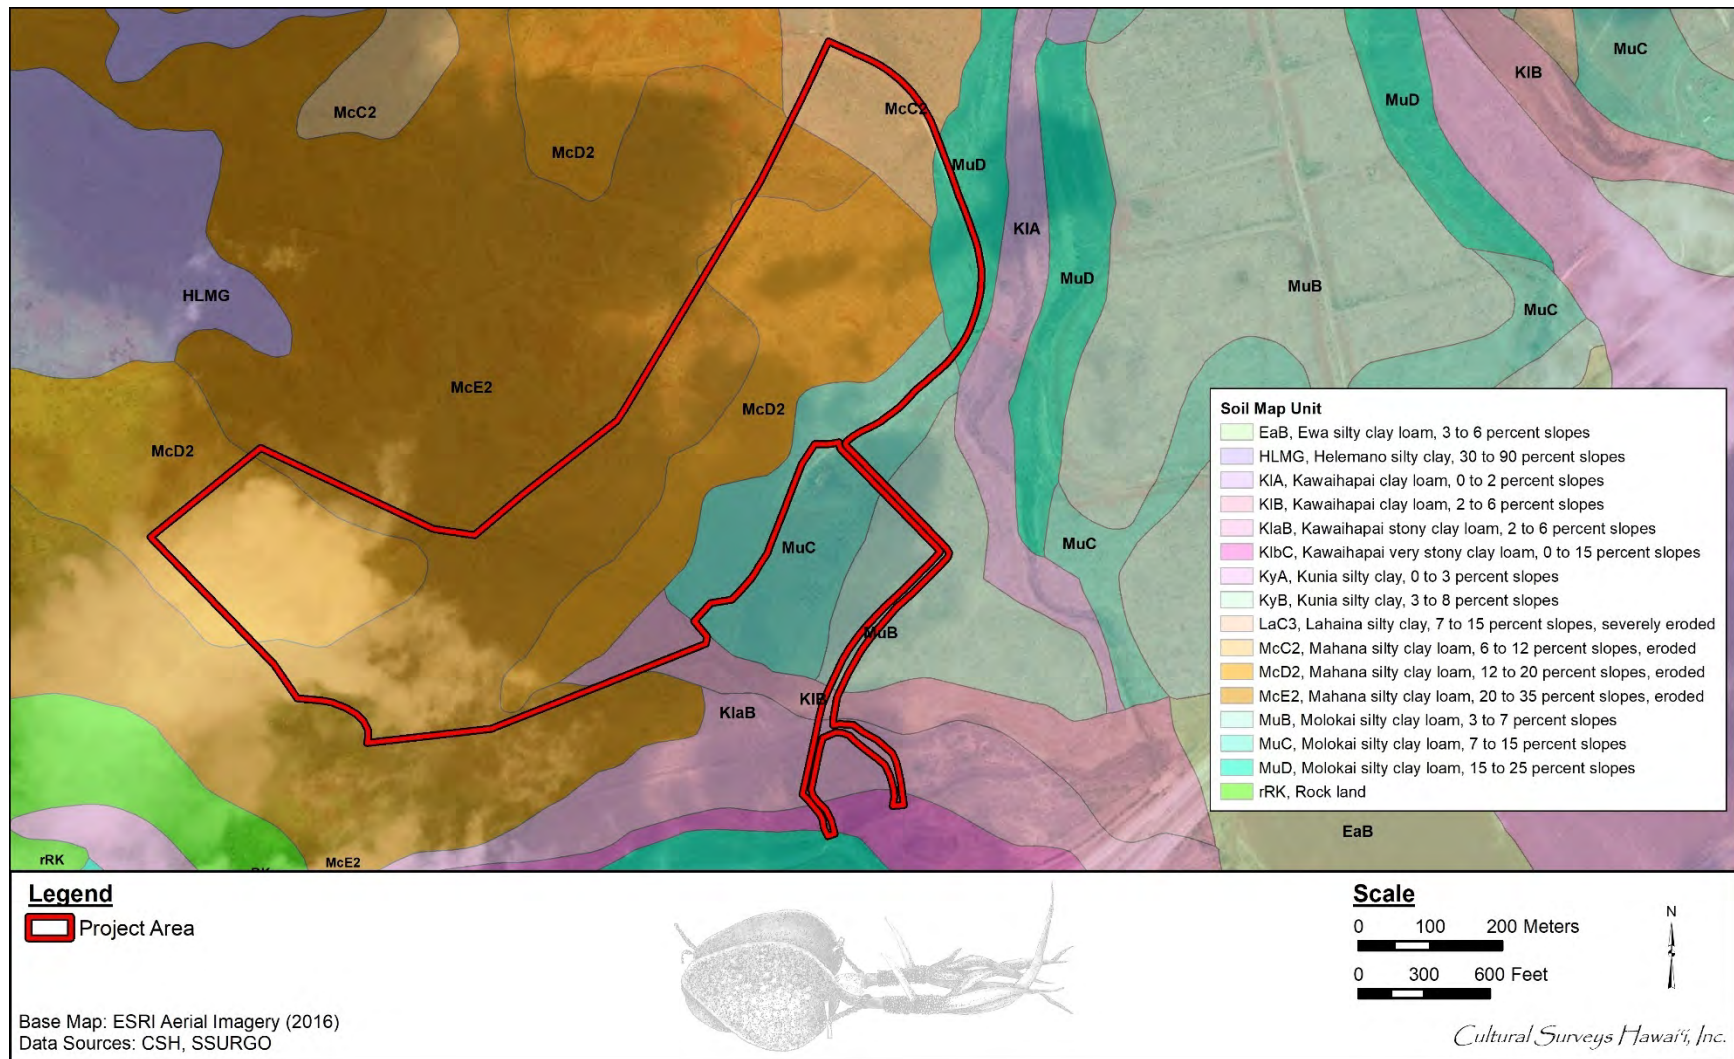 MuC
KlB
McC2
McC2
MuD
McD2
MuD
KlA
MuD
MuB
HLMG
MuC
McE2
McD2
McD2
MuC
MuC
MuB
KlB
KlaB
EaB
rRK
McE2
Soil Map Unit
EaB, Ewa silty clay loam, 3 to 6 percent slopes
HLMG, Helemano silty clay, 30 to 90 percent slopes
KlA, Kawaihapai clay loam, 0 to 2 percent slopes
KlB, Kawaihapai clay loam, 2 to 6 percent slopes
KlaB, Kawaihapai stony clay loam, 2 to 6 percent slopes
KlbC, Kawaihapai very stony clay loam, 0 to 15 percent slopes
KyA, Kunia silty clay, 0 to 3 percent slopes
KyB, Kunia silty clay, 3 to 8 percent slopes
LaC3, Lahaina silty clay, 7 to 15 percent slopes, severely eroded
McC2, Mahana silty clay loam, 6 to 12 percent slopes, eroded
McD2, Mahana silty clay loam, 12 to 20 percent slopes, eroded
McE2, Mahana silty clay loam, 20 to 35 percent slopes, eroded
MuB, Molokai silty clay loam, 3 to 7 percent slopes
MuC, Molokai silty clay loam, 7 to 15 percent slopes
MuD, Molokai silty clay loam, 15 to 25 percent slopes
rRK, Rock land
Legend
Project Area
Base Map: ESRI Aerial Imagery (2016)
Data Sources: CSH, SSURGO
Scale
0 100 200 Meters
0 300 600 Feet
N
Cultural Surveys Hawaiʻi, Inc.